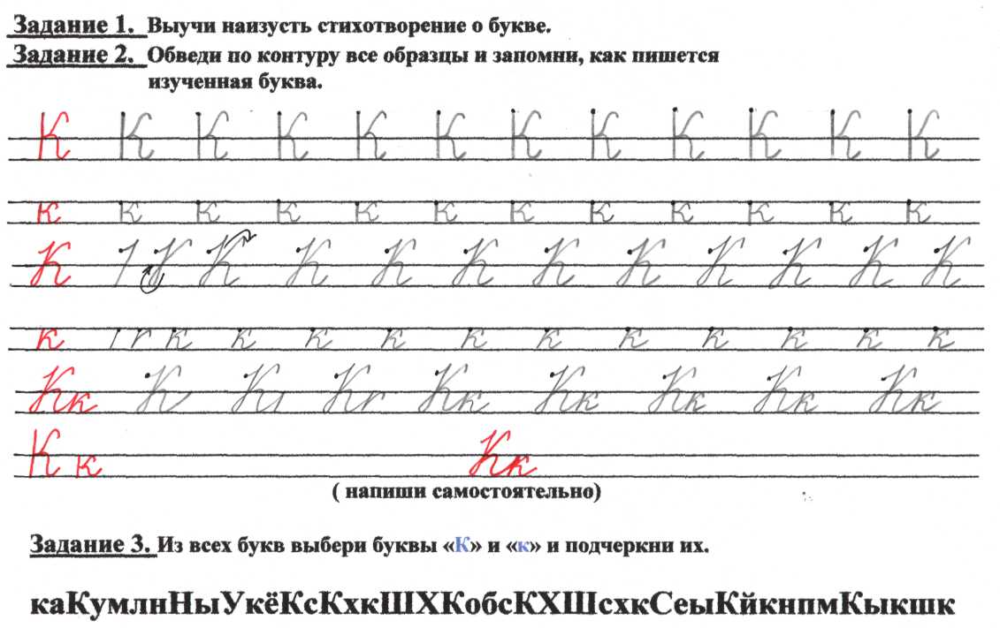 Задание 1. Выучи наизусть стихотворение о букве.
Задание 2. Обведи по контуру все образцы и запомни, как пишется
изученная буква.
К К К К К К К К К К К К
к к к к к к к к к к к к
К К К К К К К К К К К
к к к к к к к к к к к к
Кк К К Кг Кк Кк Кк Кк Кк
К к Кк
( напиши самостоятельно)
Задание 3. Из всех букв выбери буквы «К» и «к» и подчеркни их.
каКумлнНыУкёКсКхкШХКобсКХШсхкСеыКйкнпмКыкшк